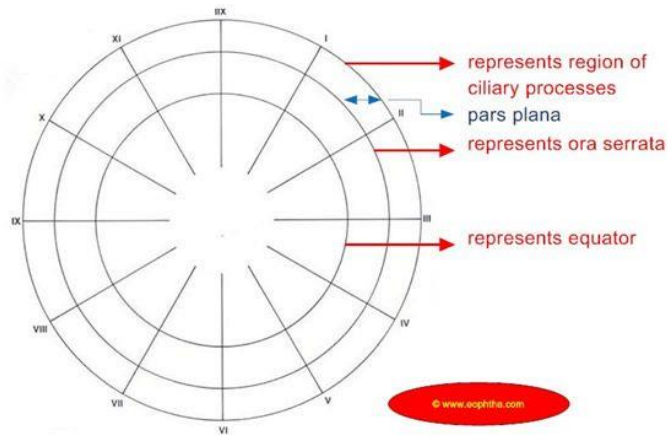 IIX
XI
I
represents region of
ciliary processes
X
II
pars plana
represents ora serrata
IX
III
represents equator
VIII
IV
VII
V
VI
© www.eophtha.com